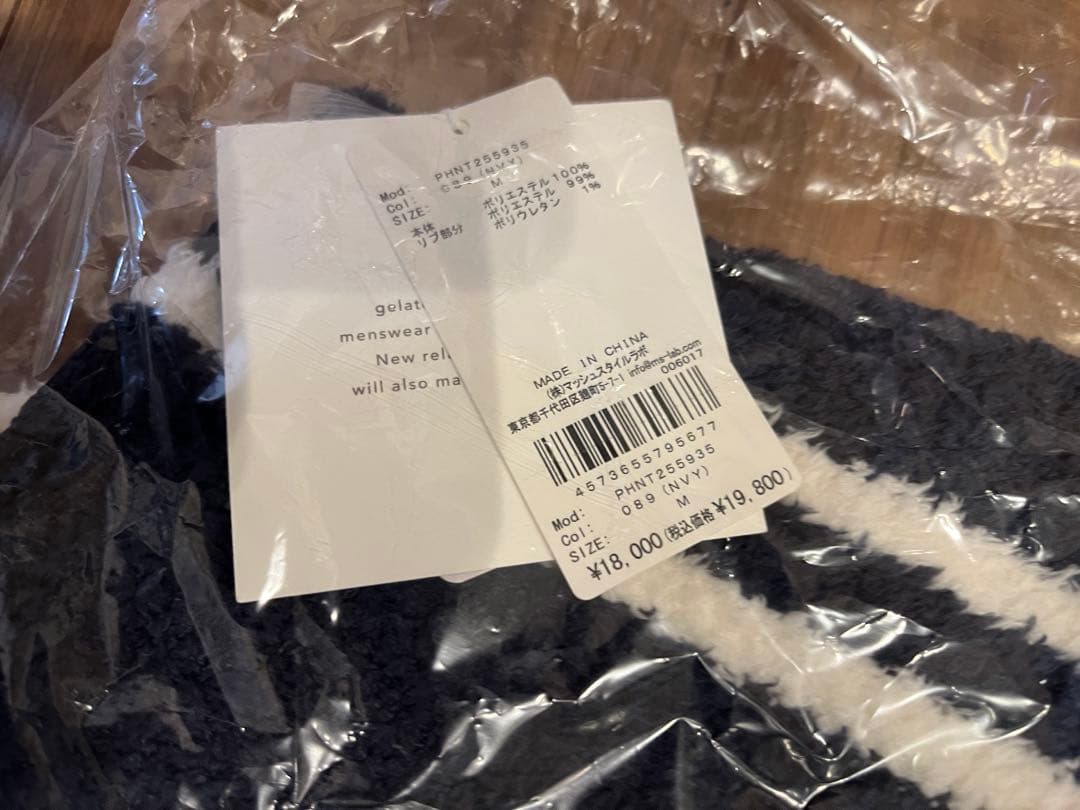 gelat
menswear
New rel
will also ma
Mod: PHNT255935
Col: 089 (NVY)
SIZE: M
本体 ポリエステル100%
リブ部分 ポリエステル 99%
ポリウレタン 1%
MADE IN CHINA
(株)マッシュスタイルラボ
東京都千代田区麹町5-7-1 info@ms-lab.com
006017
4573655795677
Mod: PHNT255935
Col: 089 (NVY)
SIZE: M
¥18,000(税込価格¥19,800)